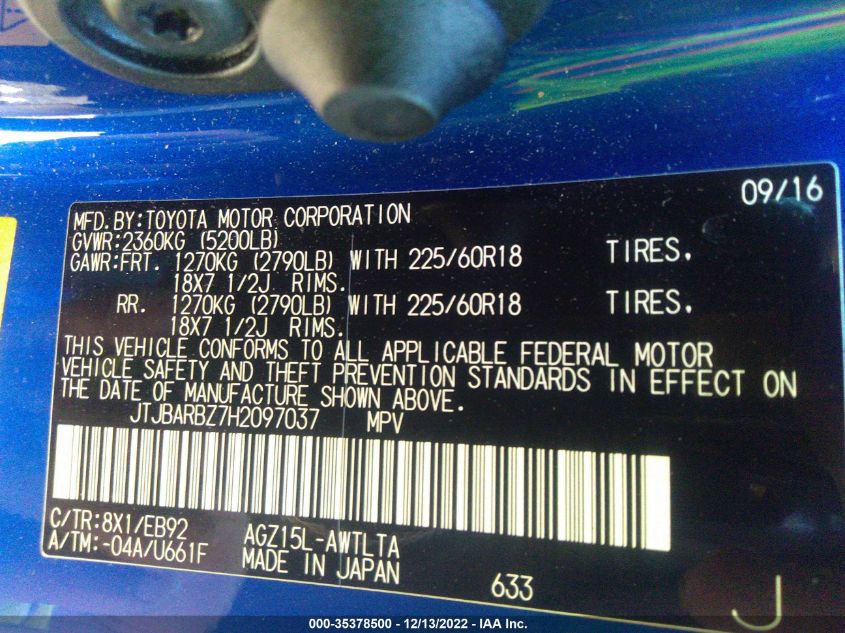 09/16
MFD.BY:TOYOTA MOTOR CORPORATION
GVWR:2360KG (5200LB)
GAWR:FRT. 1270KG (2790LB) WITH 225/60R18 TIRES.
18X7 1/2J RIMS.
RR. 1270KG (2790LB) WITH 225/60R18 TIRES.
18X7 1/2J RIMS.
THIS VEHICLE CONFORMS TO ALL APPLICABLE FEDERAL MOTOR
VEHICLE SAFETY AND THEFT PREVENTION STANDARDS IN EFFECT ON
THE DATE OF MANUFACTURE SHOWN ABOVE.
JTJBARBZ7H2097037 MPV
C/TR:8X1/EB92 AGZ15L-AWTLTA
A/TM:-04A/U661F MADE IN JAPAN
633 J
000-35378500 - 12/13/2022 - IAA Inc.